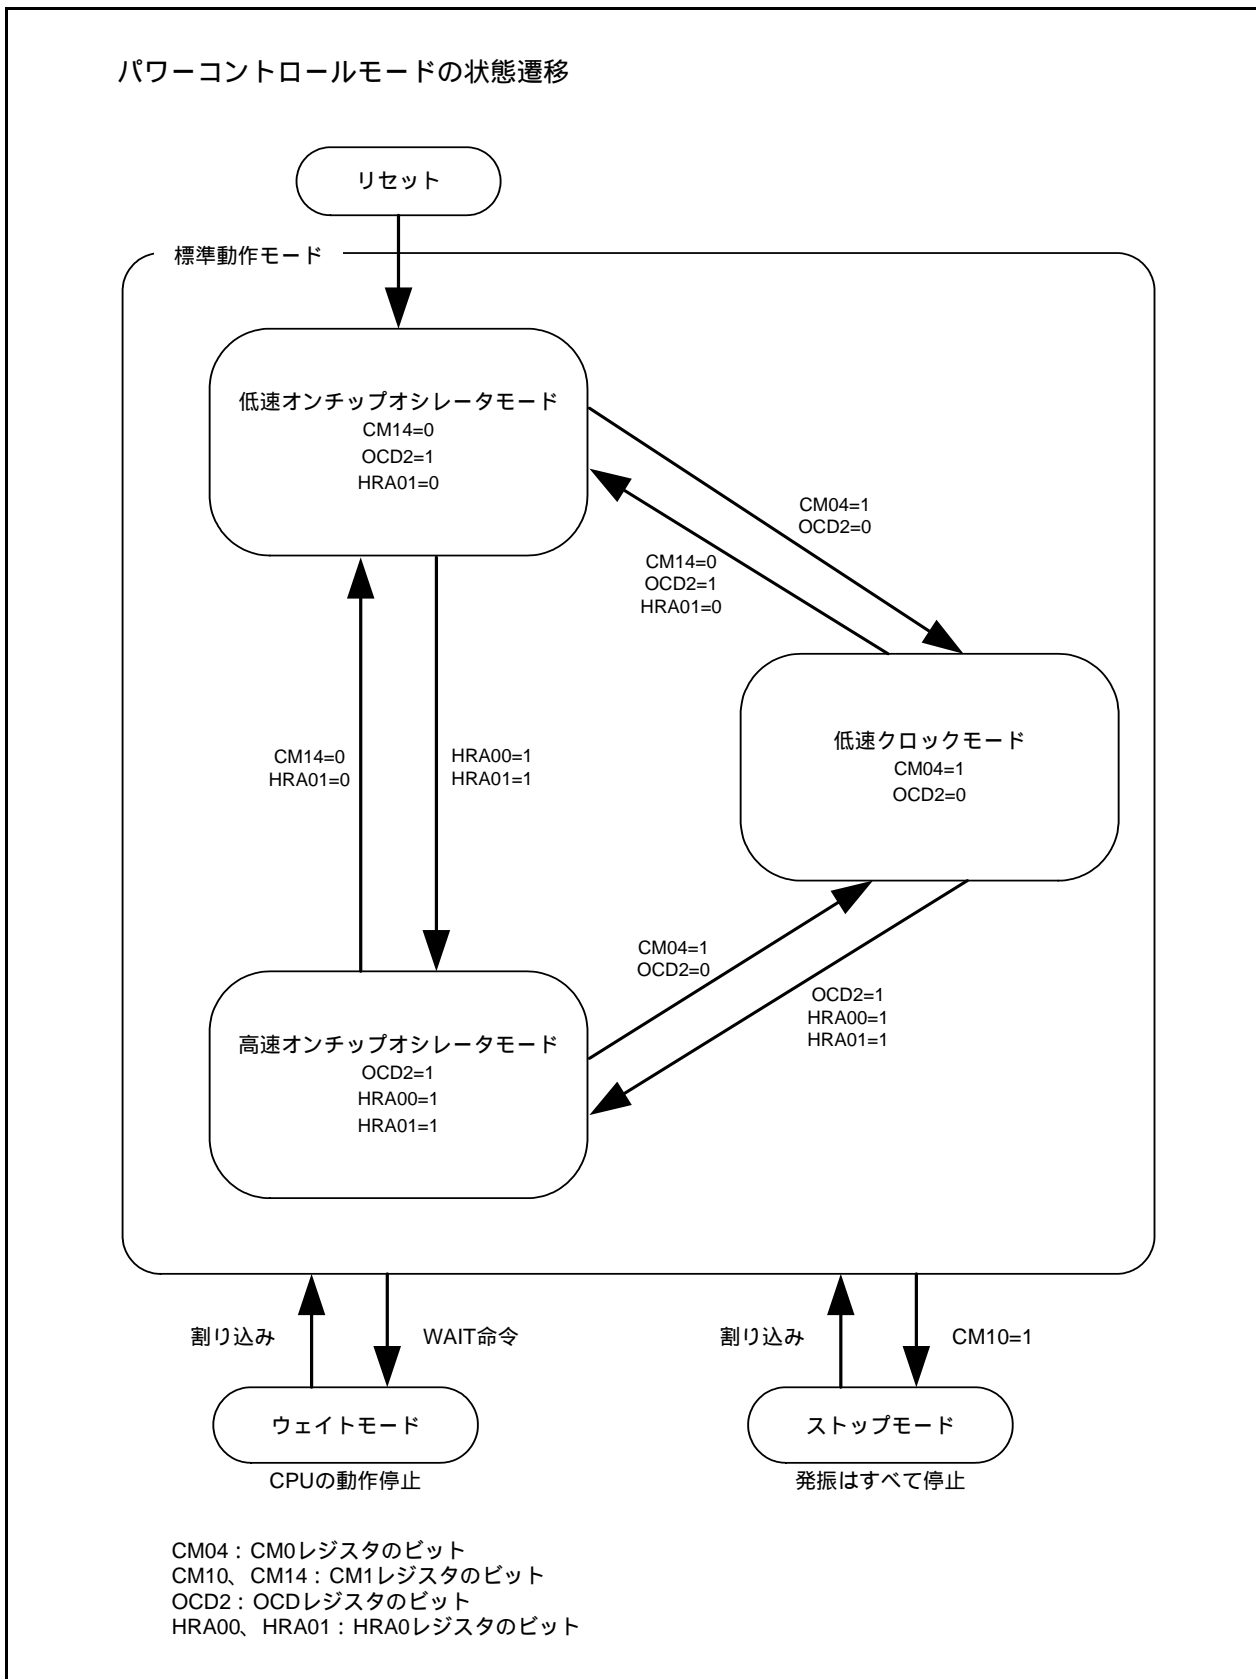 パワーコントロールモードの状態遷移
リセット
標準動作モード
低速オンチップオシレータモード
CM14=0
OCD2=1
HRA01=0
CM04=1
OCD2=0
CM14=0
OCD2=1
HRA01=0
低速クロックモード
CM04=1
OCD2=0
CM14=0
HRA01=0
HRA00=1
HRA01=1
CM04=1
OCD2=0
OCD2=1
HRA00=1
HRA01=1
高速オンチップオシレータモード
OCD2=1
HRA00=1
HRA01=1
割り込み
WAIT命令
割り込み
CM10=1
ウェイトモード
ストップモード
CPUの動作停止
発振はすべて停止
CM04：CM0レジスタのビット
CM10、CM14：CM1レジスタのビット
OCD2：OCDレジスタのビット
HRA00、HRA01：HRA0レジスタのビット